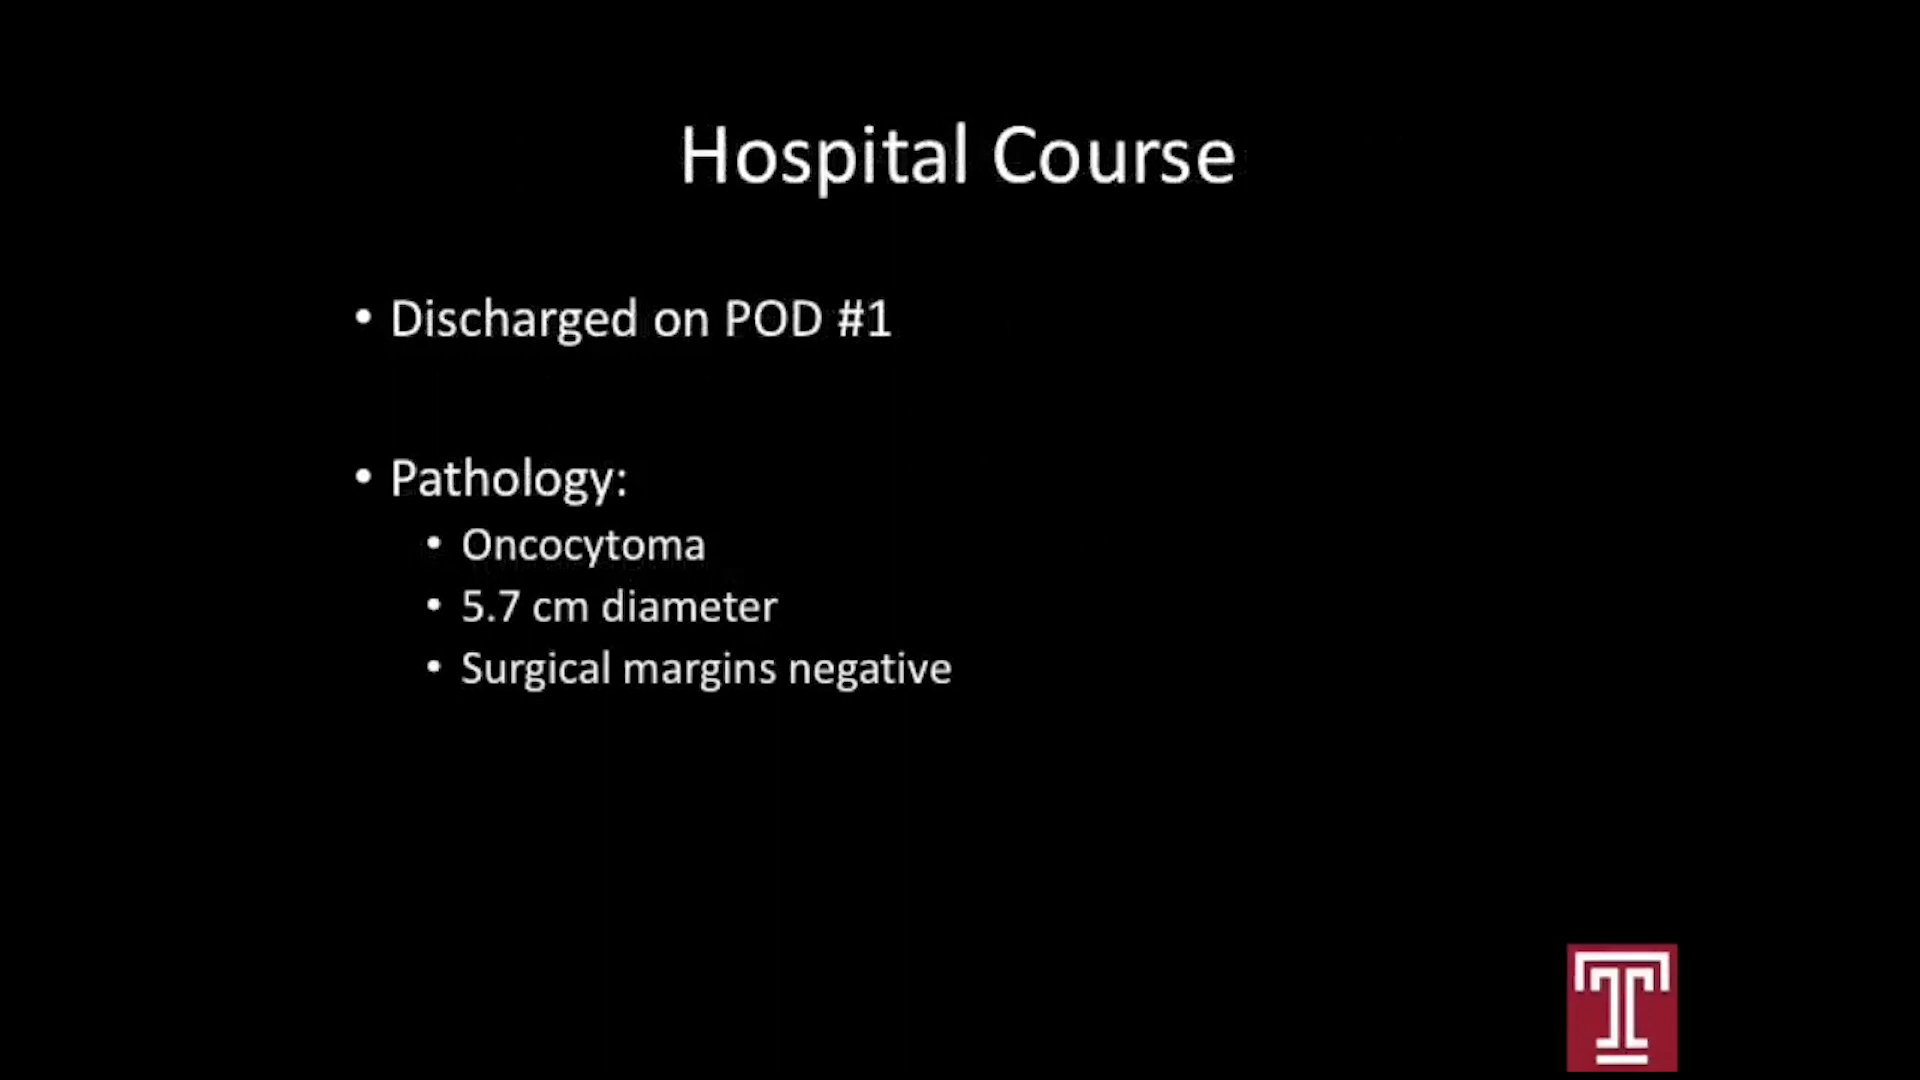 Hospital Course
• Discharged on POD #1
• Pathology:
• Oncocytoma
• 5.7 cm diameter
• Surgical margins negative
T